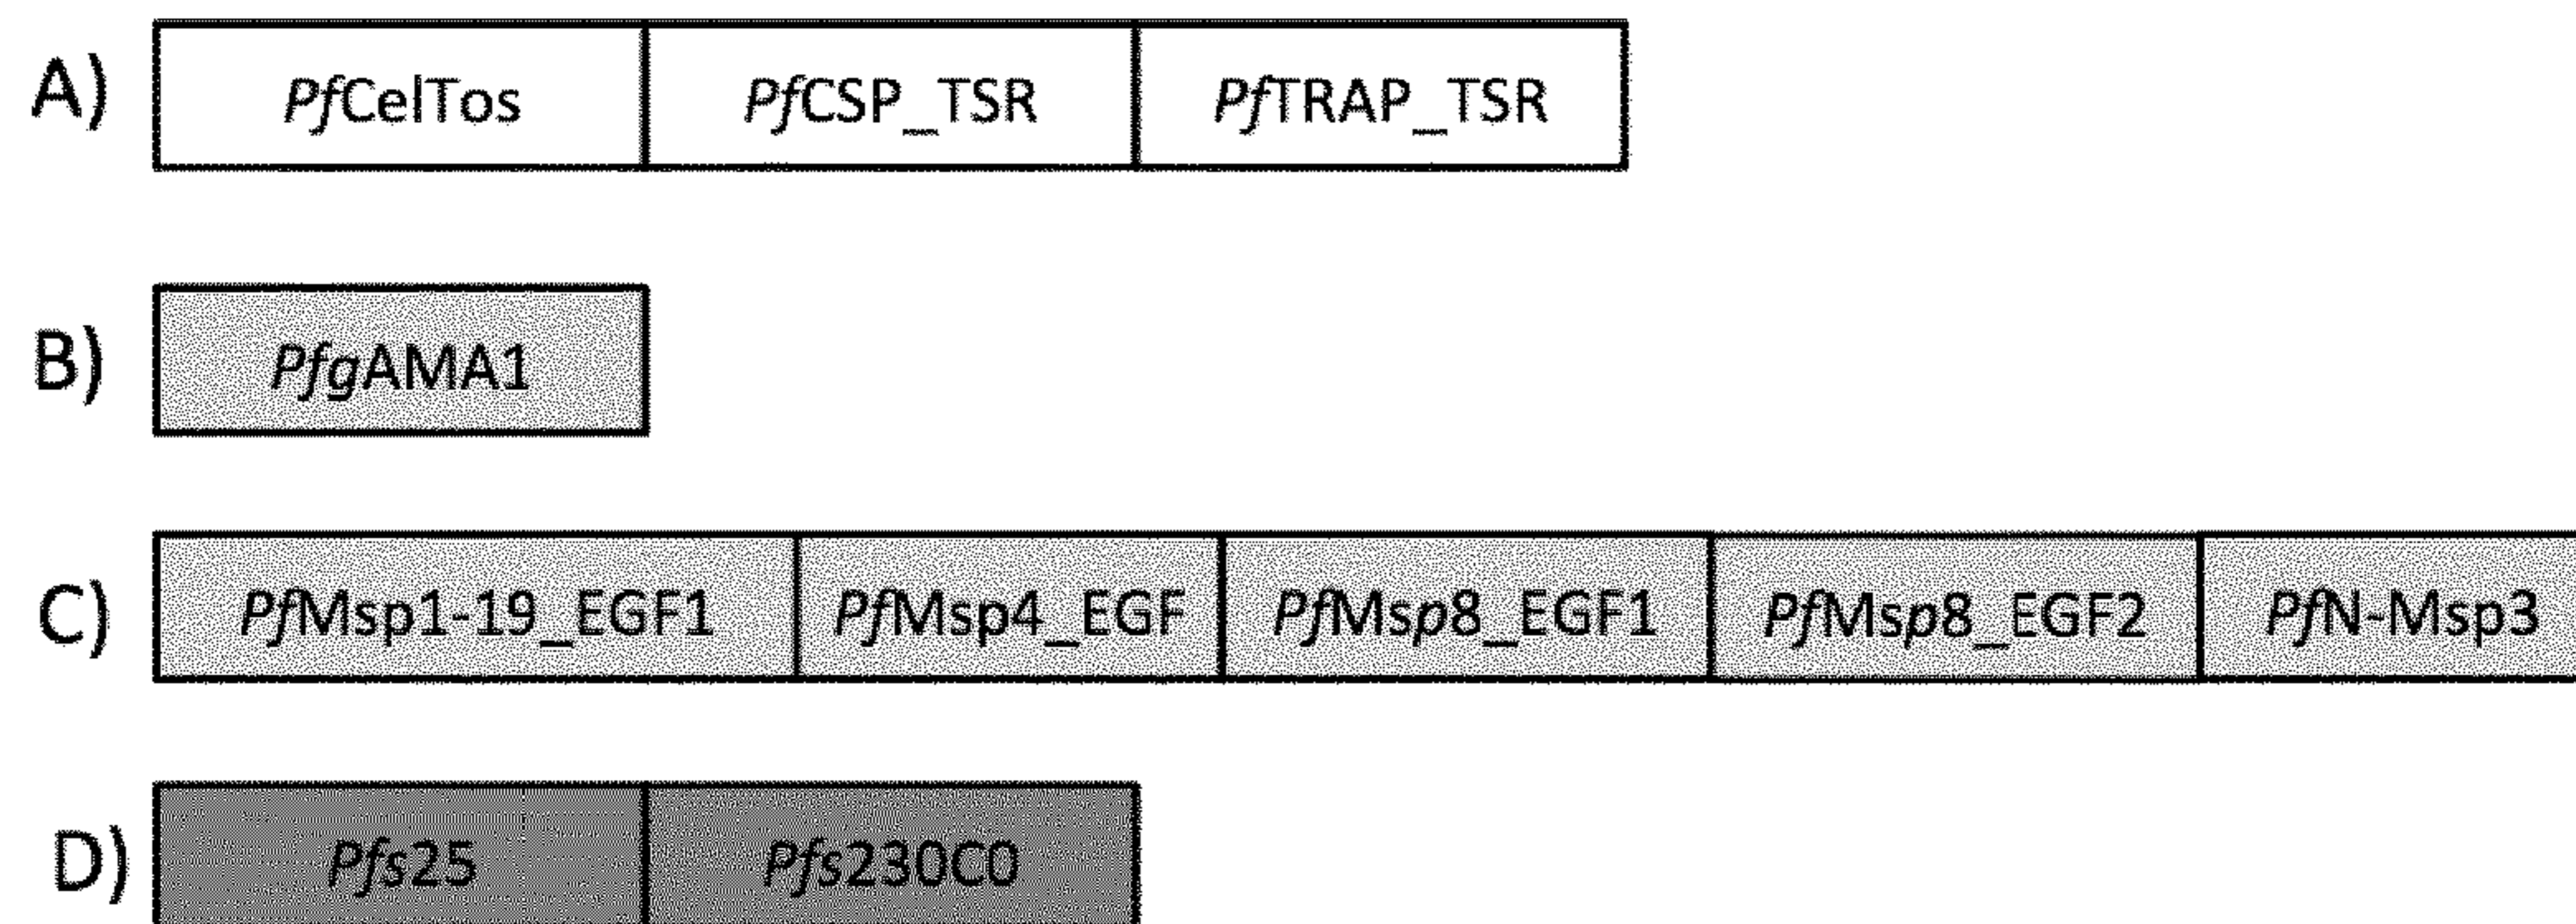 A) PfCelTos PfCSP_TSR PfTRAP_TSR
B) PfgAMA1
C) PfMsp1-19_EGF1 PfMsp4_EGF PfMsp8_EGF1 PfMsp8_EGF2 PfN-Msp3
D) Pfs25 Pfs230C0